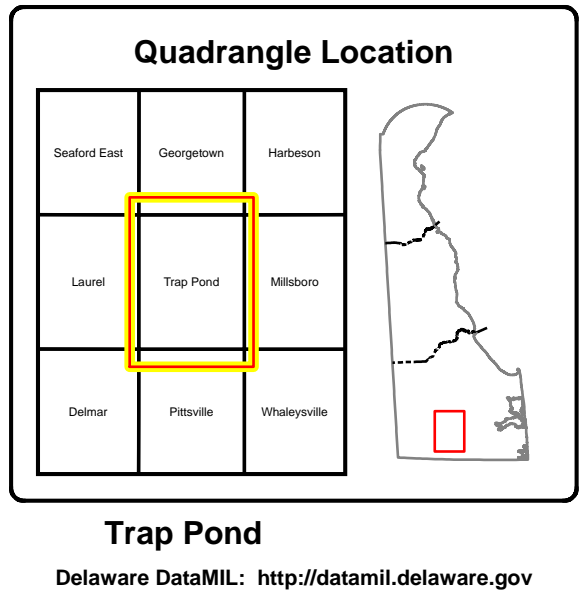 Quadrangle Location
Seaford East Georgetown Harbeson
Laurel Trap Pond Millsboro
Delmar Pittsville Whaleysville
Trap Pond
Delaware DataMIL: http://datamil.delaware.gov